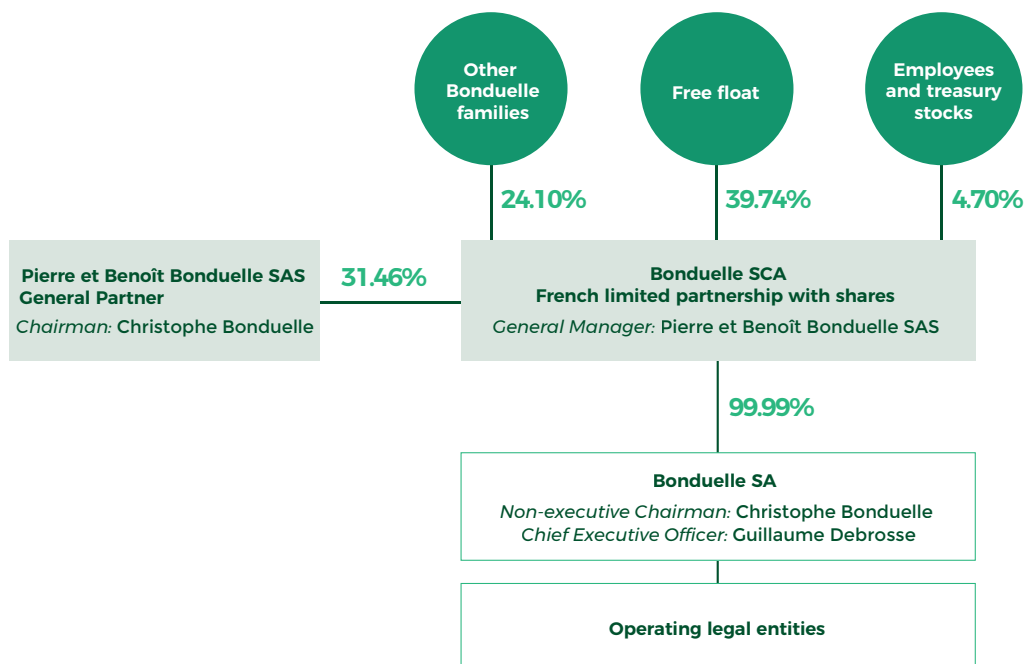 Other
Bonduelle
families
Free float
Employees
and treasury
stocks
24.10%
39.74%
4.70%
Pierre et Benoît Bonduelle SAS
General Partner
Chairman: Christophe Bonduelle
31.46%
Bonduelle SCA
French limited partnership with shares
General Manager: Pierre et Benoît Bonduelle SAS
99.99%
Bonduelle SA
Non-executive Chairman: Christophe Bonduelle
Chief Executive Officer: Guillaume Debrosse
Operating legal entities